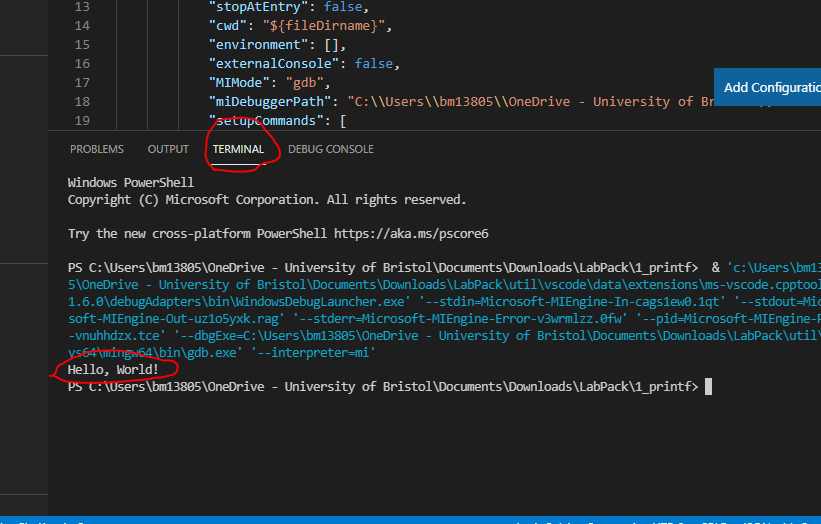 13 "stopAtEntry": false,
14 "cwd": "${fileDirname}",
15 "environment": [],
16 "externalConsole": false,
17 "MIMode": "gdb",
18 "miDebuggerPath": "C:\\Users\\bm13805\\OneDrive - University of
19 "setupCommands": [
Add
PROBLEMS OUTPUT TERMINAL DEBUG CONSOLE
Windows PowerShell
Copyright (C) Microsoft Corporation. All rights reserved.
Try the new cross-platform PowerShell https://aka.ms/pscore6
PS C:\Users\bm13805\OneDrive - University of Bristol\Documents\Downloads\LabPack\1_printf> & 'c:\Users\bm13
5\OneDrive - University of Bristol\Documents\Downloads\LabPack\util\vscode\data\extensions\ms-vscode.cpptool
1.6.0\debugAdapters\bin\WindowsDebugLauncher.exe' '--stdin=Microsoft-MIEngine-In-cags1ew0.1qt' '--stdout=Mic
soft-MIEngine-Out-uz1o5yxk.rag' '--stderr=Microsoft-MIEngine-Error-v3wrmlzz.0fw' '--pid=Microsoft-MIEngine-P
-vnuhhdzx.tce' '--dbgExe=C:\Users\bm13805\OneDrive - University of Bristol\Documents\Downloads\LabPack\util\
ys64\mingw64\bin\gdb.exe' '--interpreter=mi'
Hello, World!
PS C:\Users\bm13805\OneDrive - University of Bristol\Documents\Downloads\LabPack\1_printf>